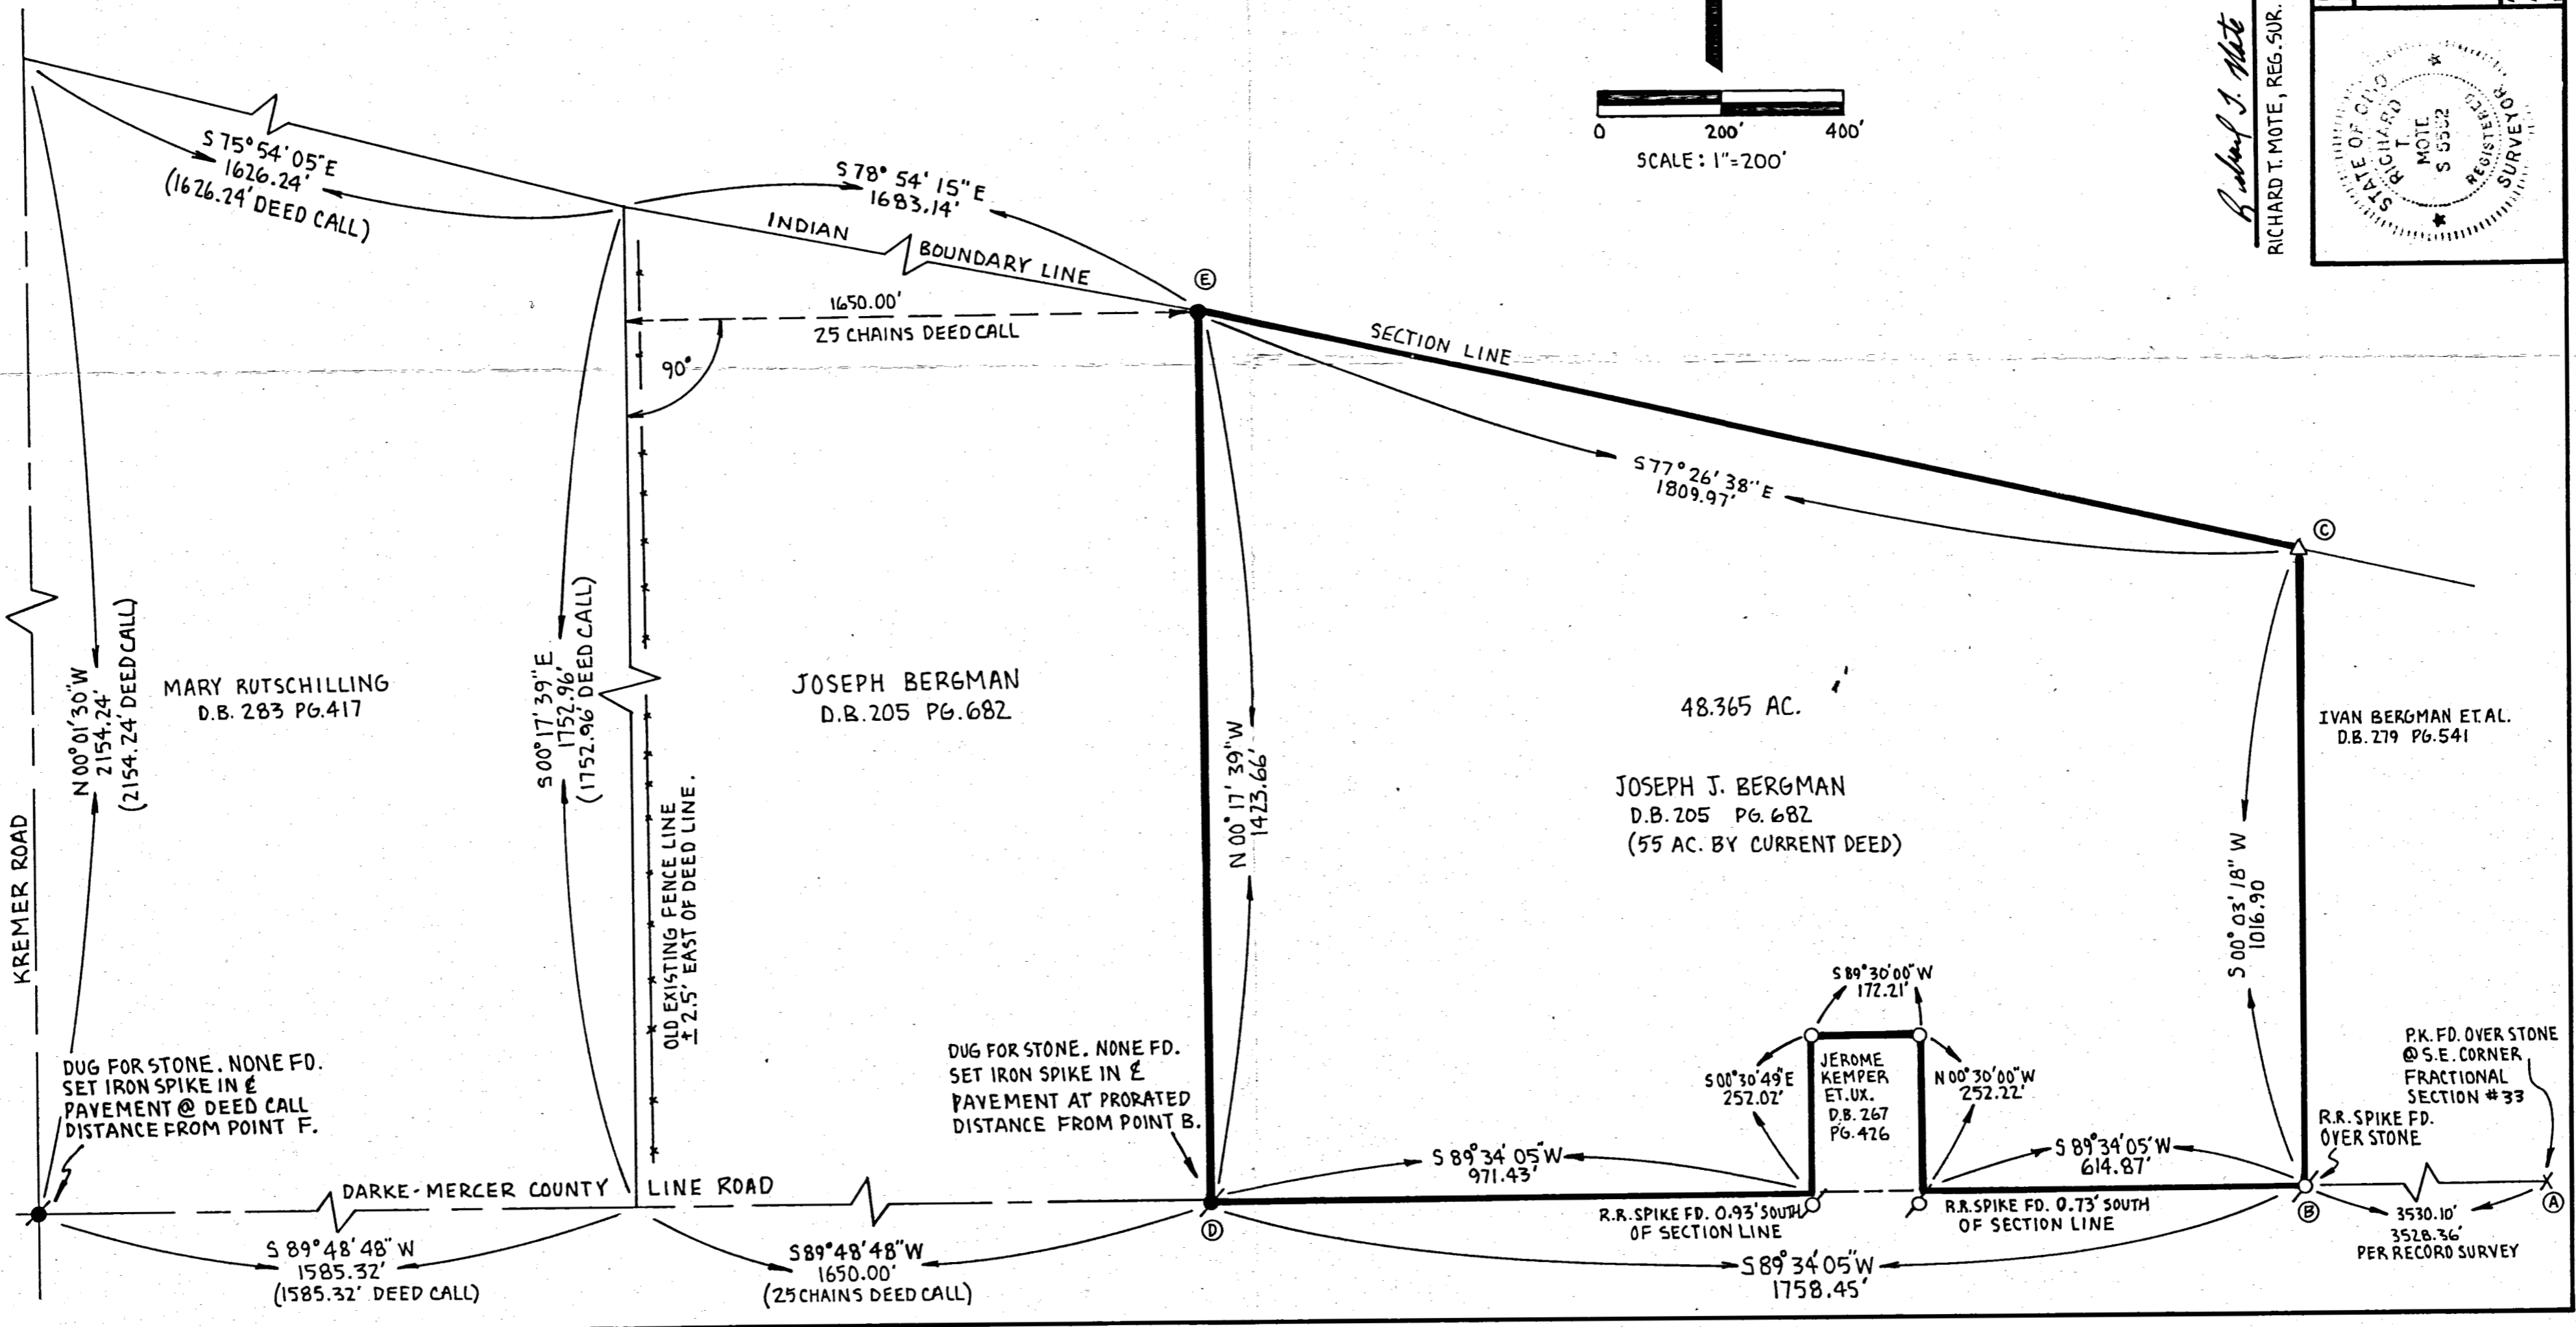 S 75° 54' 05" E
1626.24'
(1626.24' DEED CALL)
S 78° 54' 15" E
1683.14'
INDIAN BOUNDARY LINE
1650.00'
25 CHAINS DEED CALL
90°
Ⓔ
SECTION LINE
S 77° 26' 38" E
1809.97'
Ⓒ
0 200' 400'
SCALE: 1"=200'
RICHARD T. MOTE, REG. SUR.
STATE OF OHIO
RICHARD
T.
MOTE
S 5532
REGISTERED
SURVEYOR
KREMER ROAD
N 00° 01' 30" W
2154.24'
(2154.24' DEED CALL)
MARY RUTSCHILLING
D.B. 283 PG. 417
S 00° 17' 39" E
1752.96'
(1752.96' DEED CALL)
OLD EXISTING FENCE LINE
± 2.5' EAST OF DEED LINE.
JOSEPH BERGMAN
D.B. 205 PG. 682
N 00° 17' 39" W
1423.66'
48.365 AC.
JOSEPH J. BERGMAN
D.B. 205 PG. 682
(55 AC. BY CURRENT DEED)
S 00° 03' 18" W
1016.90
IVAN BERGMAN ET. AL.
D.B. 279 PG. 541
DUG FOR STONE. NONE FD.
SET IRON SPIKE IN ℄
PAVEMENT @ DEED CALL
DISTANCE FROM POINT F.
DUG FOR STONE. NONE FD.
SET IRON SPIKE IN ℄
PAVEMENT AT PRORATED
DISTANCE FROM POINT B.
S 89° 30' 00" W
172.21'
S 00° 30' 49" E
252.02'
JEROME
KEMPER
ET. UX.
D.B. 267
PG. 426
N 00° 30' 00" W
252.22'
P.K. FD. OVER STONE
@ S.E. CORNER
FRACTIONAL
SECTION #33
R.R. SPIKE FD.
OVER STONE
DARKE-MERCER COUNTY LINE ROAD
S 89° 34' 05" W
971.43'
S 89° 34' 05" W
614.87'
R.R. SPIKE FD. 0.93' SOUTH
OF SECTION LINE
R.R. SPIKE FD. 0.73' SOUTH
OF SECTION LINE
Ⓓ
Ⓑ
Ⓐ
3530.10'
3528.36'
PER RECORD SURVEY
S 89° 48' 48" W
1585.32'
(1585.32' DEED CALL)
S 89° 48' 48" W
1650.00'
(25 CHAINS DEED CALL)
S 89° 34' 05" W
1758.45'